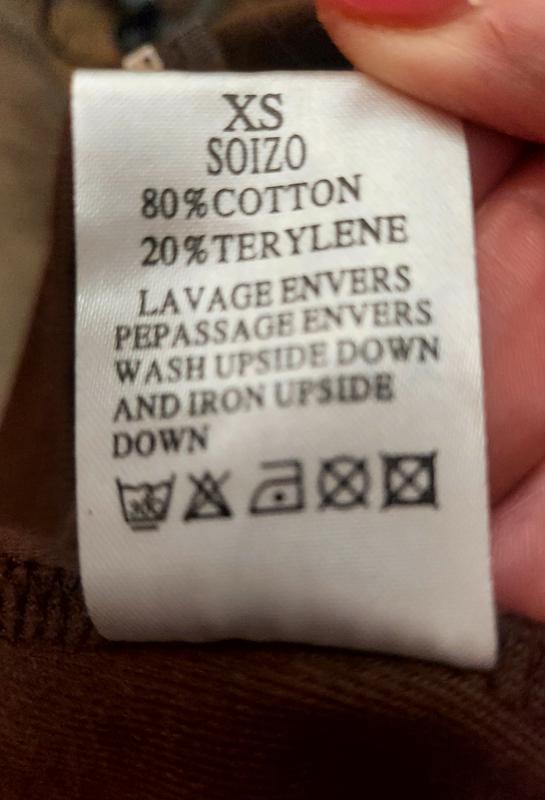 XS
SOIZO
80%COTTON
20%TERYLENE
LAVAGE ENVERS
PEPASSAGE ENVERS
WASH UPSIDE DOWN
AND IRON UPSIDE
DOWN